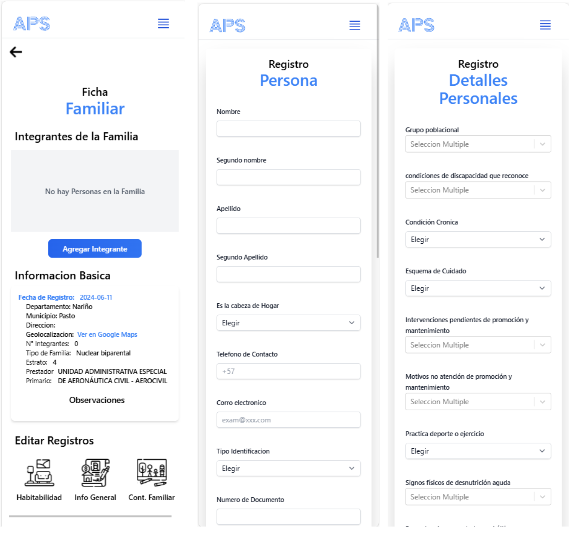 APS
Ficha
Familiar
Integrantes de la Familia
No hay Personas en la Familia
Agregar Integrante
Informacion Basica
Fecha de Registro: 2024-06-11
Departamento: Nariño
Municipio: Pasto
Direccion:
Geolocalizacion: Ver en Google Maps
N° Integrantes: 0
Tipo de Familia: Nuclear biparental
Estrato: 4
Prestador UNIDAD ADMINISTRATIVA ESPECIAL
Primario: DE AERONÁUTICA CIVIL - AEROCIVIL
Observaciones
Editar Registros
Habitabilidad Info General Cont. Familiar
APS
Registro
Persona
Nombre
Segundo nombre
Apellido
Segundo Apellido
Es la cabeza de Hogar
Elegir
Telefono de Contacto
+57
Corro electronico
exam@xxx.com
Tipo Identificacion
Elegir
Numero de Documento
APS
Registro
Detalles
Personales
Grupo poblacional
Seleccion Multiple
condiciones de discapacidad que reconoce
Seleccion Multiple
Condición Cronica
Elegir
Esquema de Cuidado
Elegir
Intervenciones pendientes de promoción y
mantenimiento
Seleccion Multiple
Motivos no atención de promoción y
mantenimiento
Seleccion Multiple
Practica deporte o ejercicio
Elegir
Signos físicos de desnutrición aguda
Seleccion Multiple